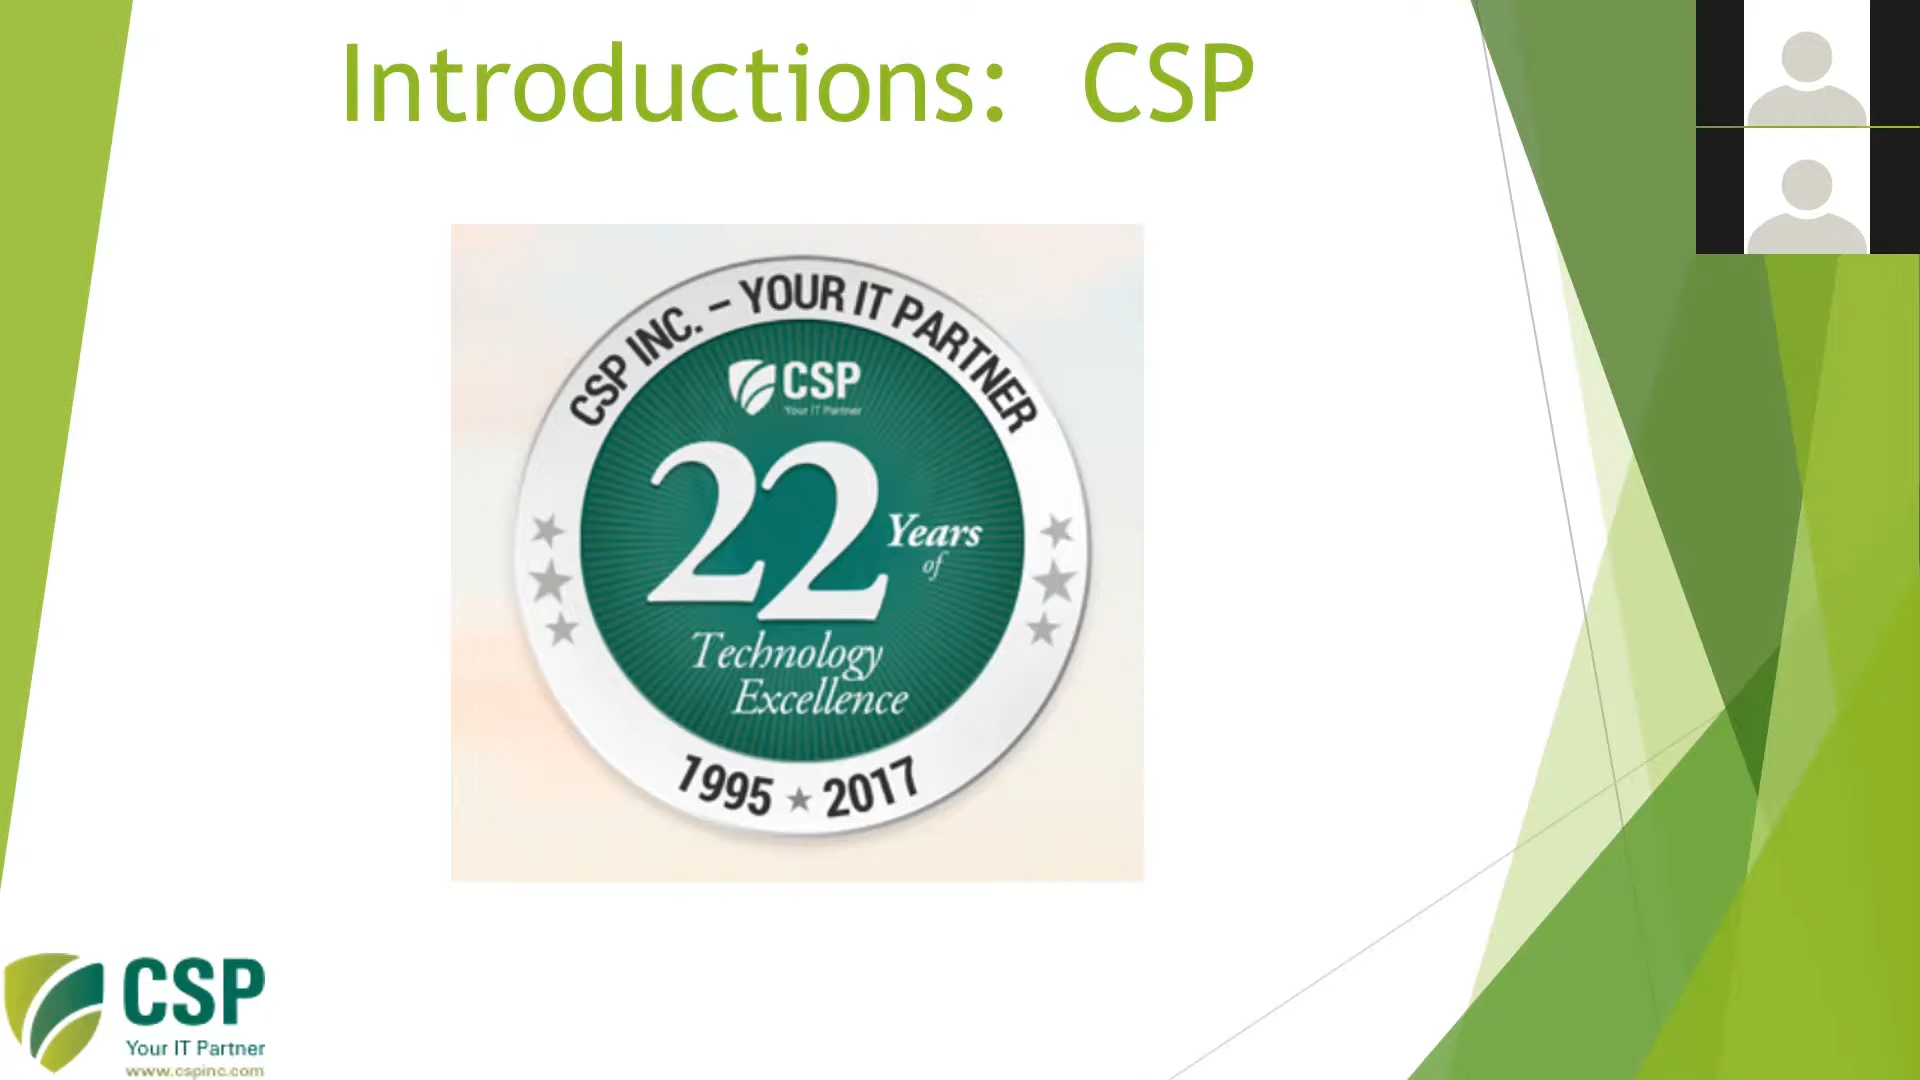 Introductions: CSP
CSP INC. – YOUR IT PARTNER
CSP
Your IT Partner
22
Years
of
Technology
Excellence
1995 ★ 2017
CSP
Your IT Partner
www.cspinc.com